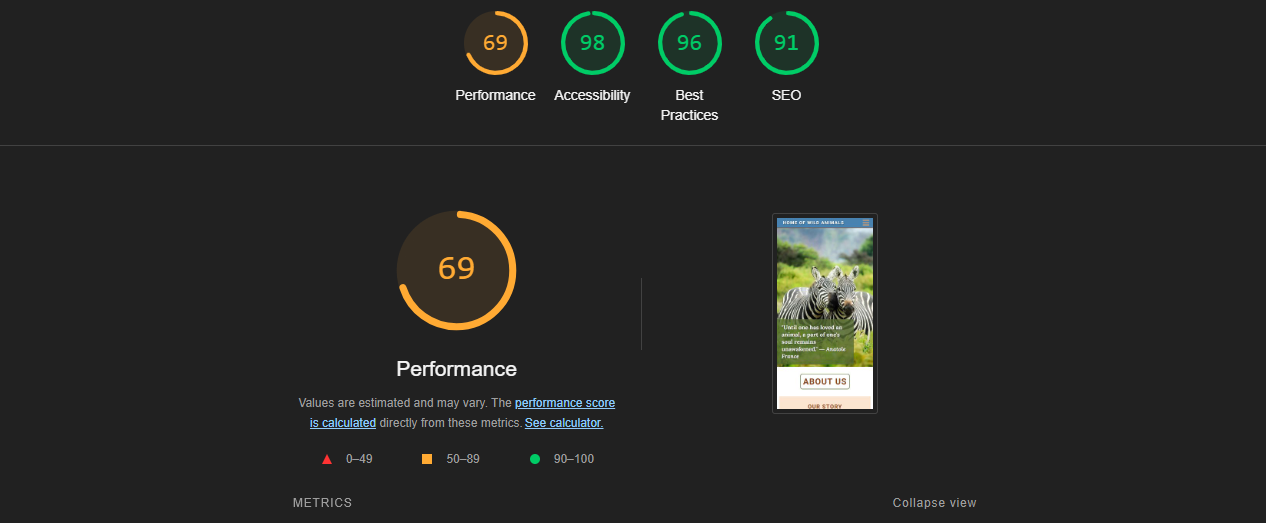 69
98
96
91
Performance
Accessibility
Best
Practices
SEO
69
Performance
Values are estimated and may vary. The performance score
is calculated directly from these metrics. See calculator.
0–49
50–89
90–100
HOME OF WILD ANIMALS
"Until one has loved an
animal, a part of one's
soul remains
unawakened." — Anatole
France
ABOUT US
OUR STORY
METRICS
Collapse view